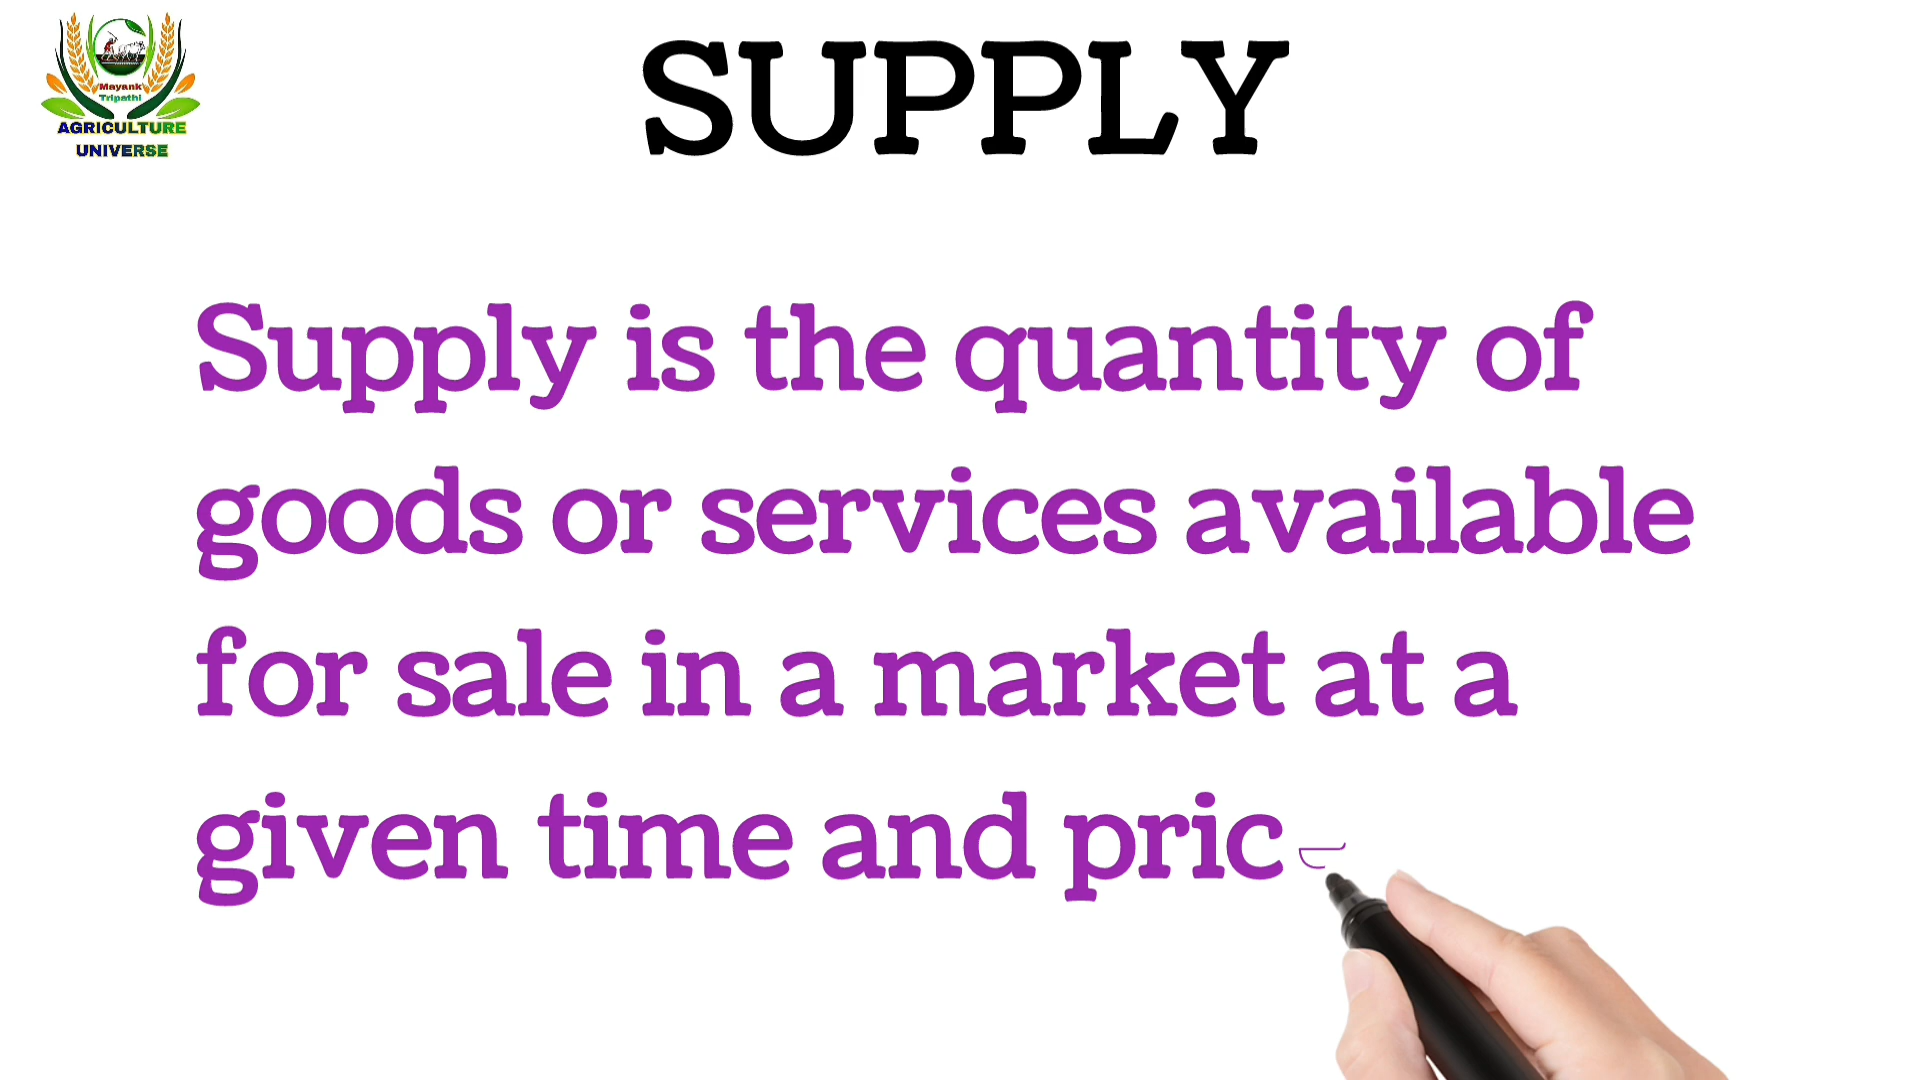 Mayank
Tripathi
AGRICULTURE
UNIVERSE
SUPPLY
Supply is the quantity of
goods or services available
for sale in a market at a
given time and pric